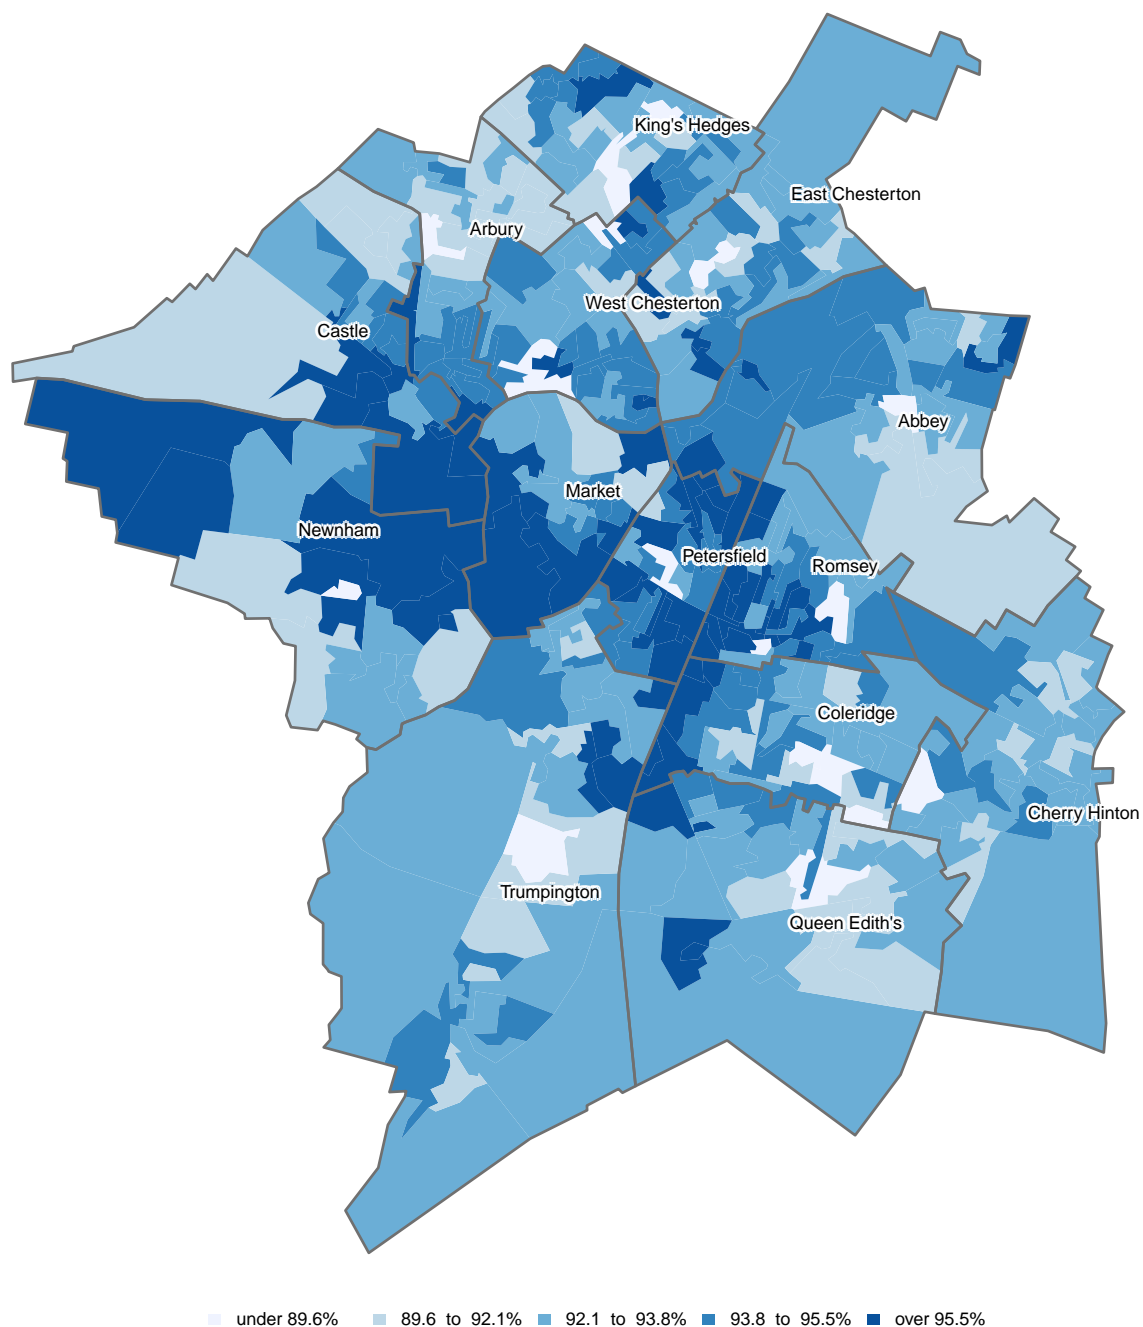 King's Hedges
East Chesterton
Arbury
West Chesterton
Castle
Abbey
Market
Newnham
Petersfield
Romsey
Coleridge
Cherry Hinton
Trumpington
Queen Edith's
under 89.6% 89.6 to 92.1% 92.1 to 93.8% 93.8 to 95.5% over 95.5%